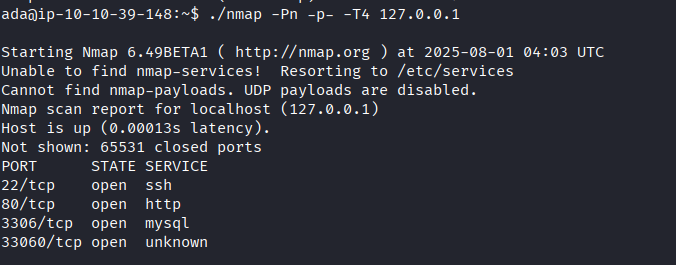 ada@ip-10-10-39-148:~$ ./nmap -Pn -p- -T4 127.0.0.1
Starting Nmap 6.49BETA1 ( http://nmap.org ) at 2025-08-01 04:03 UTC
Unable to find nmap-services!  Resorting to /etc/services
Cannot find nmap-payloads. UDP payloads are disabled.
Nmap scan report for localhost (127.0.0.1)
Host is up (0.00013s latency).
Not shown: 65531 closed ports
PORT      STATE SERVICE
22/tcp    open  ssh
80/tcp    open  http
3306/tcp  open  mysql
33060/tcp open  unknown